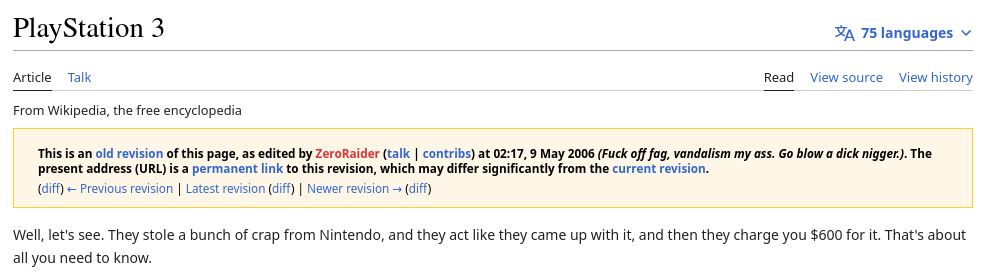 PlayStation 3
75 languages
Article Talk Read View source View history
From Wikipedia, the free encyclopedia
This is an old revision of this page, as edited by ZeroRaider (talk | contribs) at 02:17, 9 May 2006 (Fuck off fag, vandalism my ass. Go blow a dick nigger.). The
present address (URL) is a permanent link to this revision, which may differ significantly from the current revision.
(diff) ← Previous revision | Latest revision (diff) | Newer revision → (diff)
Well, let's see. They stole a bunch of crap from Nintendo, and they act like they came up with it, and then they charge you $600 for it. That's about
all you need to know.